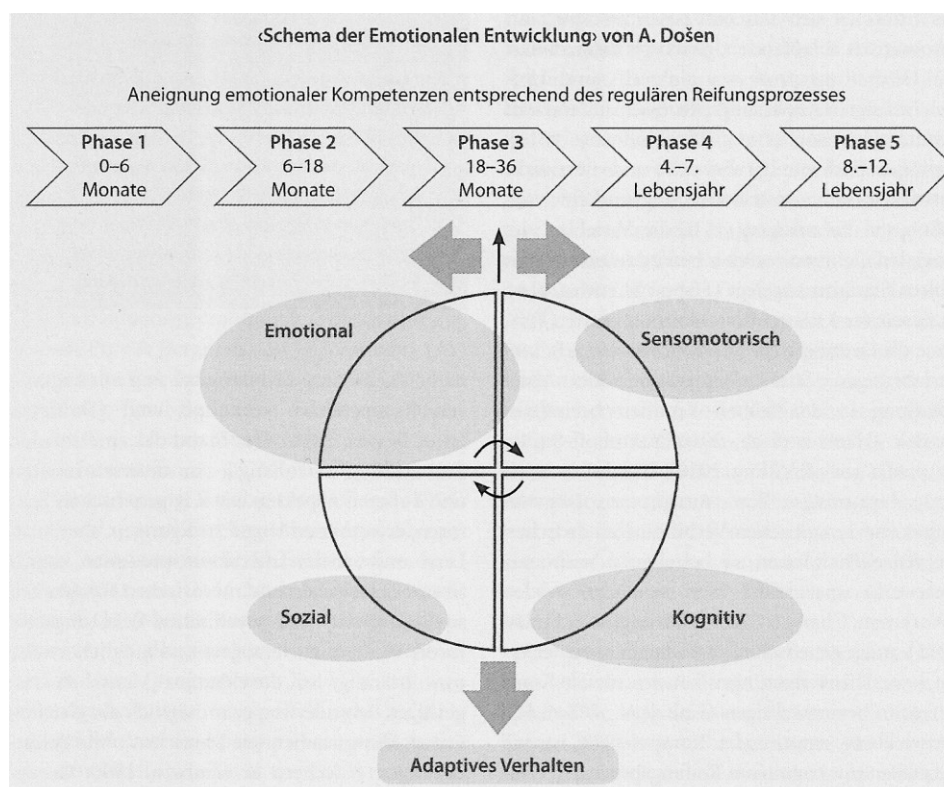 ‹Schema der Emotionalen Entwicklung› von A. Došen
Aneignung emotionaler Kompetenzen entsprechend des regulären Reifungsprozesses
Phase 1
0–6
Monate
Phase 2
6–18
Monate
Phase 3
18–36
Monate
Phase 4
4.–7.
Lebensjahr
Phase 5
8.–12.
Lebensjahr
Emotional
Sensomotorisch
Sozial
Kognitiv
Adaptives Verhalten